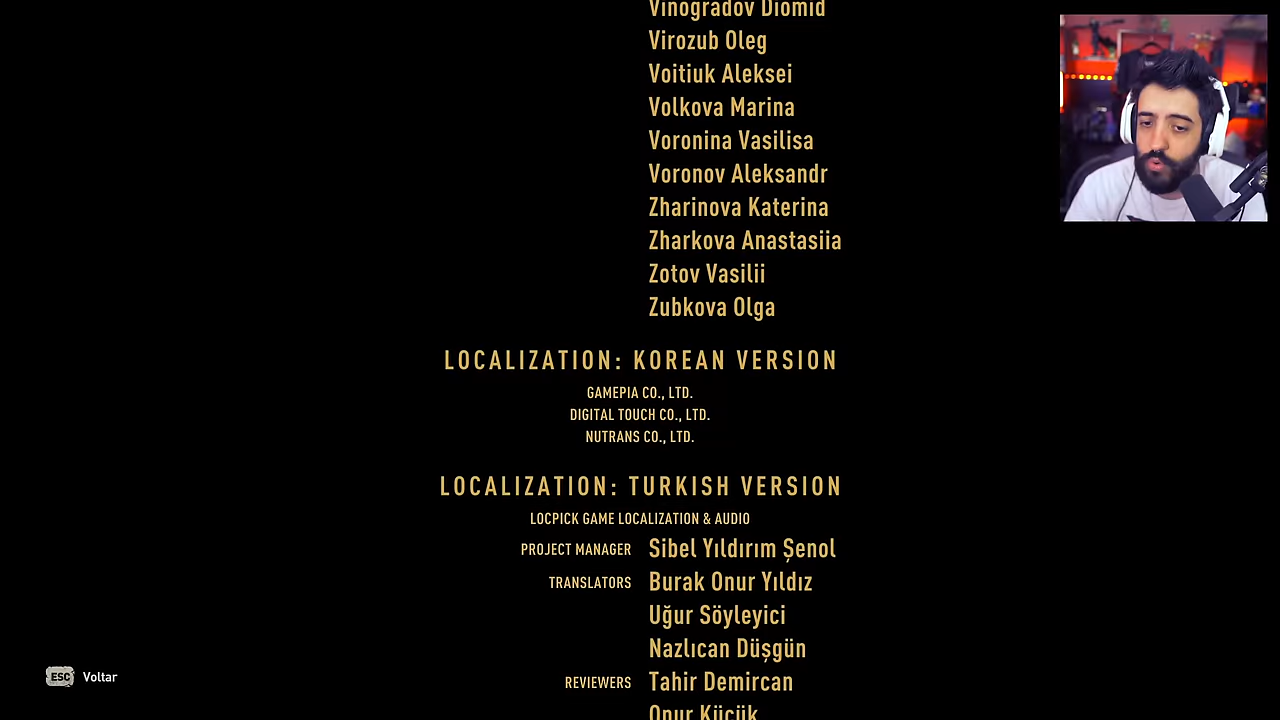 Vinogradov Diomid
Virozub Oleg
Voitiuk Aleksei
Volkova Marina
Voronina Vasilisa
Voronov Aleksandr
Zharinova Katerina
Zharkova Anastasiia
Zotov Vasilii
Zubkova Olga
LOCALIZATION: KOREAN VERSION
GAMEPIA CO., LTD.
DIGITAL TOUCH CO., LTD.
NUTRANS CO., LTD.
LOCALIZATION: TURKISH VERSION
LOCPICK GAME LOCALIZATION & AUDIO
PROJECT MANAGER Sibel Yıldırım Şenol
TRANSLATORS Burak Onur Yıldız
Uğur Söyleyici
Nazlıcan Düşgün
REVIEWERS Tahir Demircan
Onur Küçük
ESC Voltar